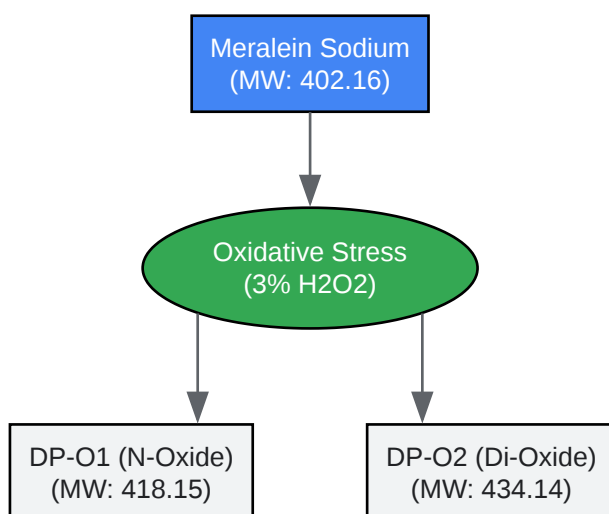 Meralein Sodium
(MW: 402.16)
Oxidative Stress
(3% H2O2)
DP-O1 (N-Oxide)
(MW: 418.15)
DP-O2 (Di-Oxide)
(MW: 434.14)